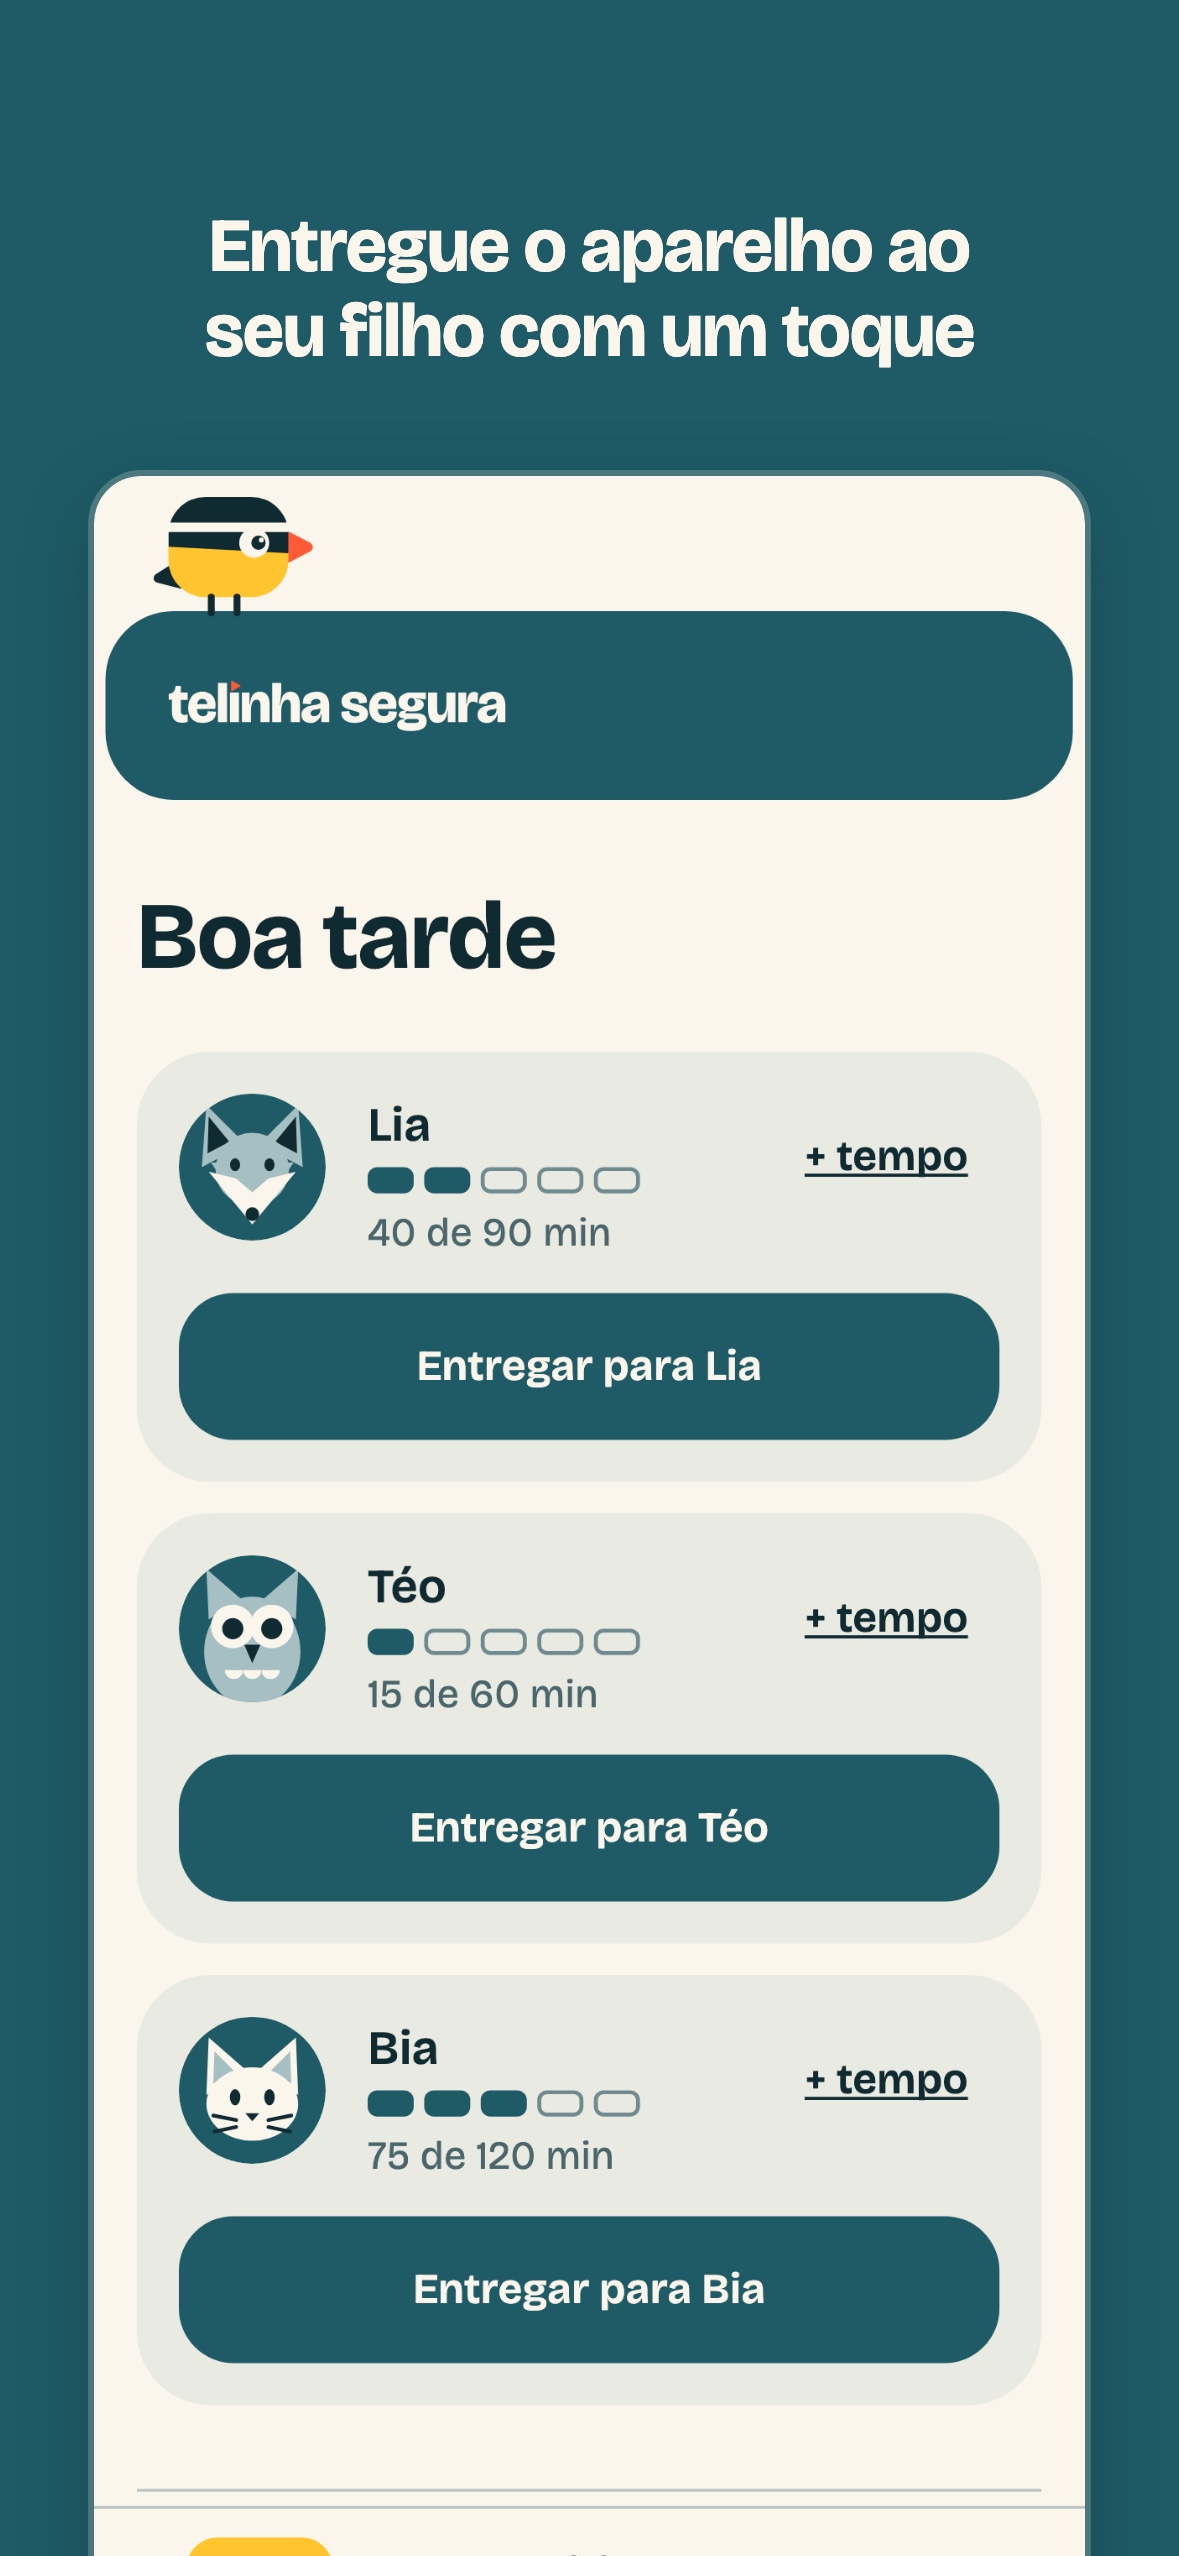 Entregue o aparelho ao
seu filho com um toque
telinha segura
Boa tarde
Lia
+ tempo
40 de 90 min
Entregar para Lia
Téo
+ tempo
15 de 60 min
Entregar para Téo
Bia
+ tempo
75 de 120 min
Entregar para Bia